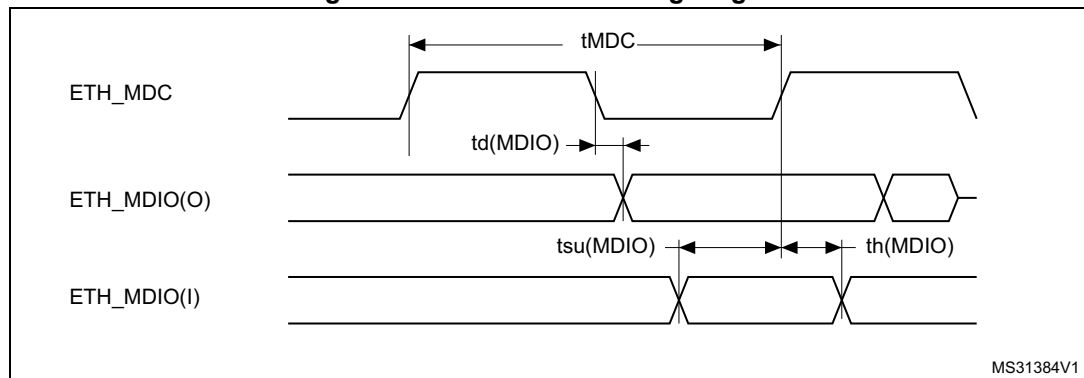 tMDC
ETH_MDC
td(MDIO)
ETH_MDIO(O)
tsu(MDIO) th(MDIO)
ETH_MDIO(I)
MS31384V1